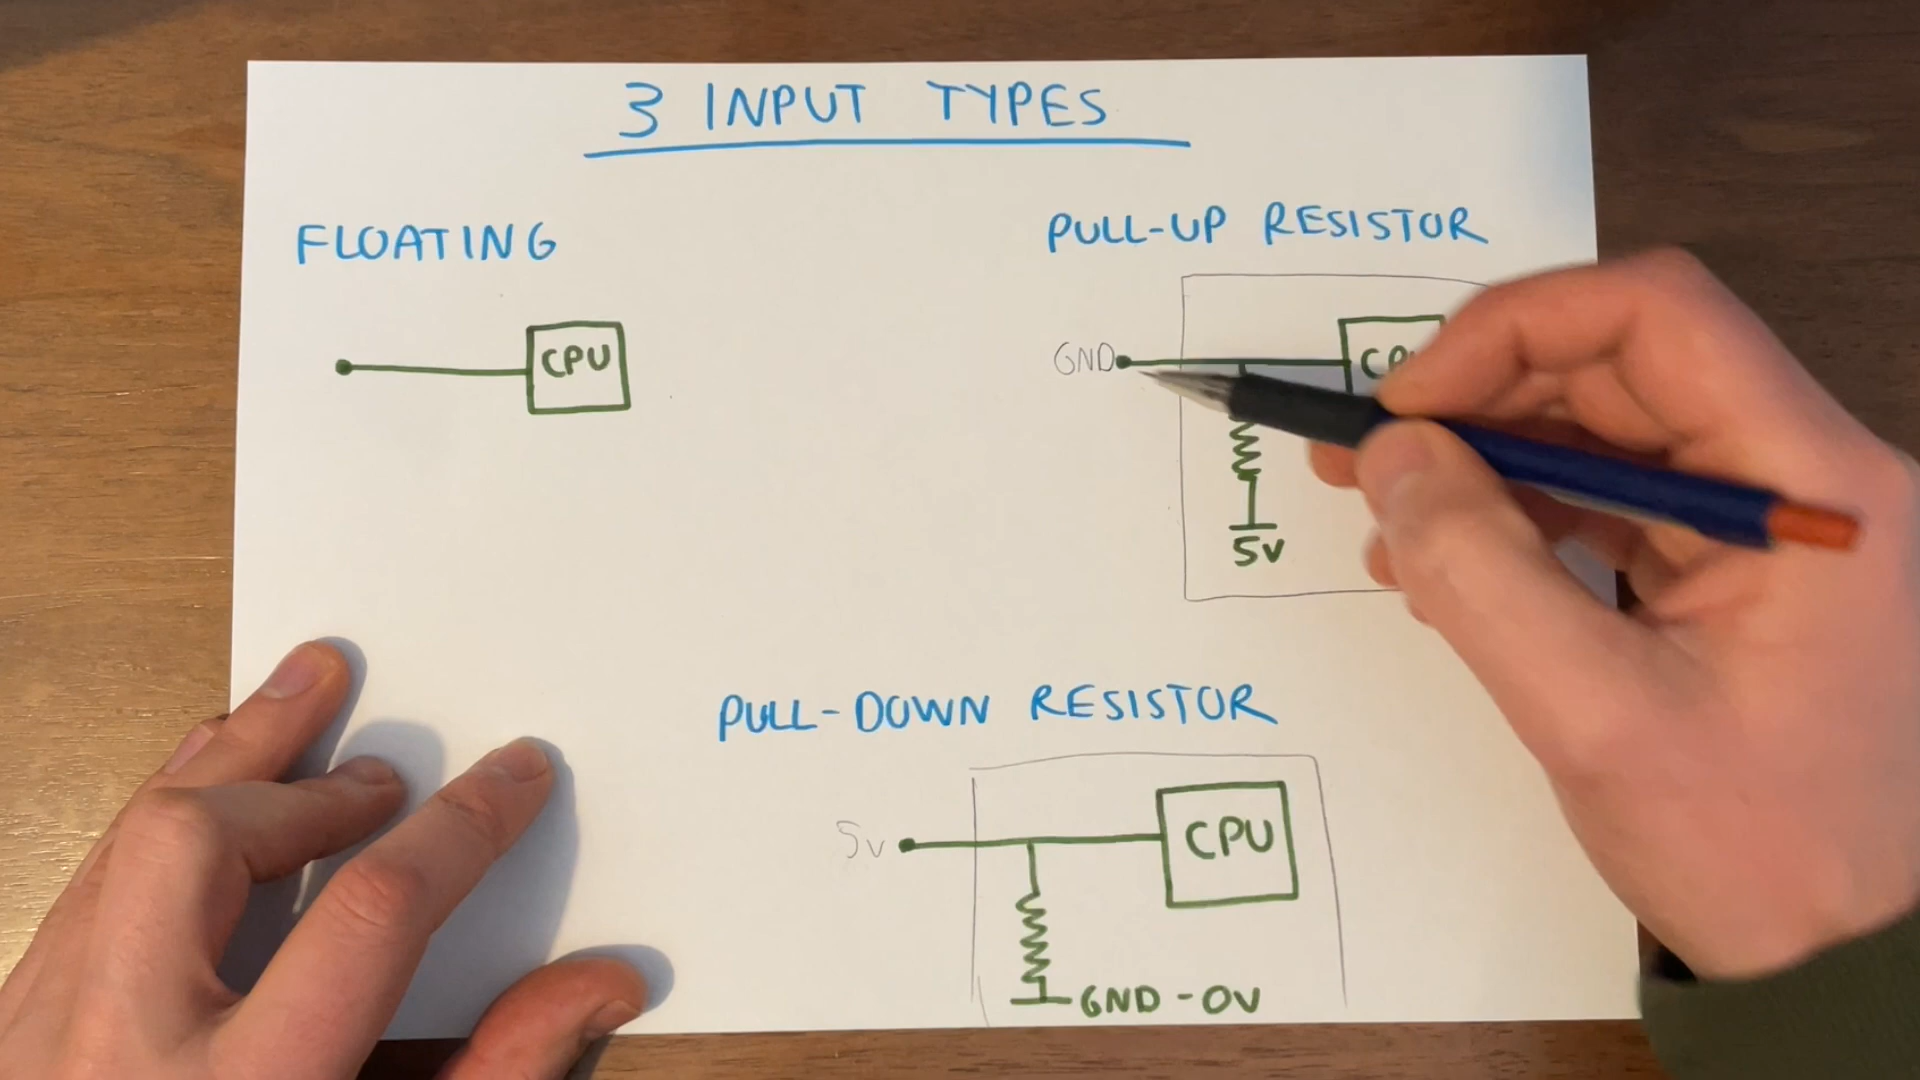 3 INPUT TYPES
FLOATING
CPU
PULL-UP RESISTOR
GND
5V
PULL-DOWN RESISTOR
5v
CPU
GND - 0V